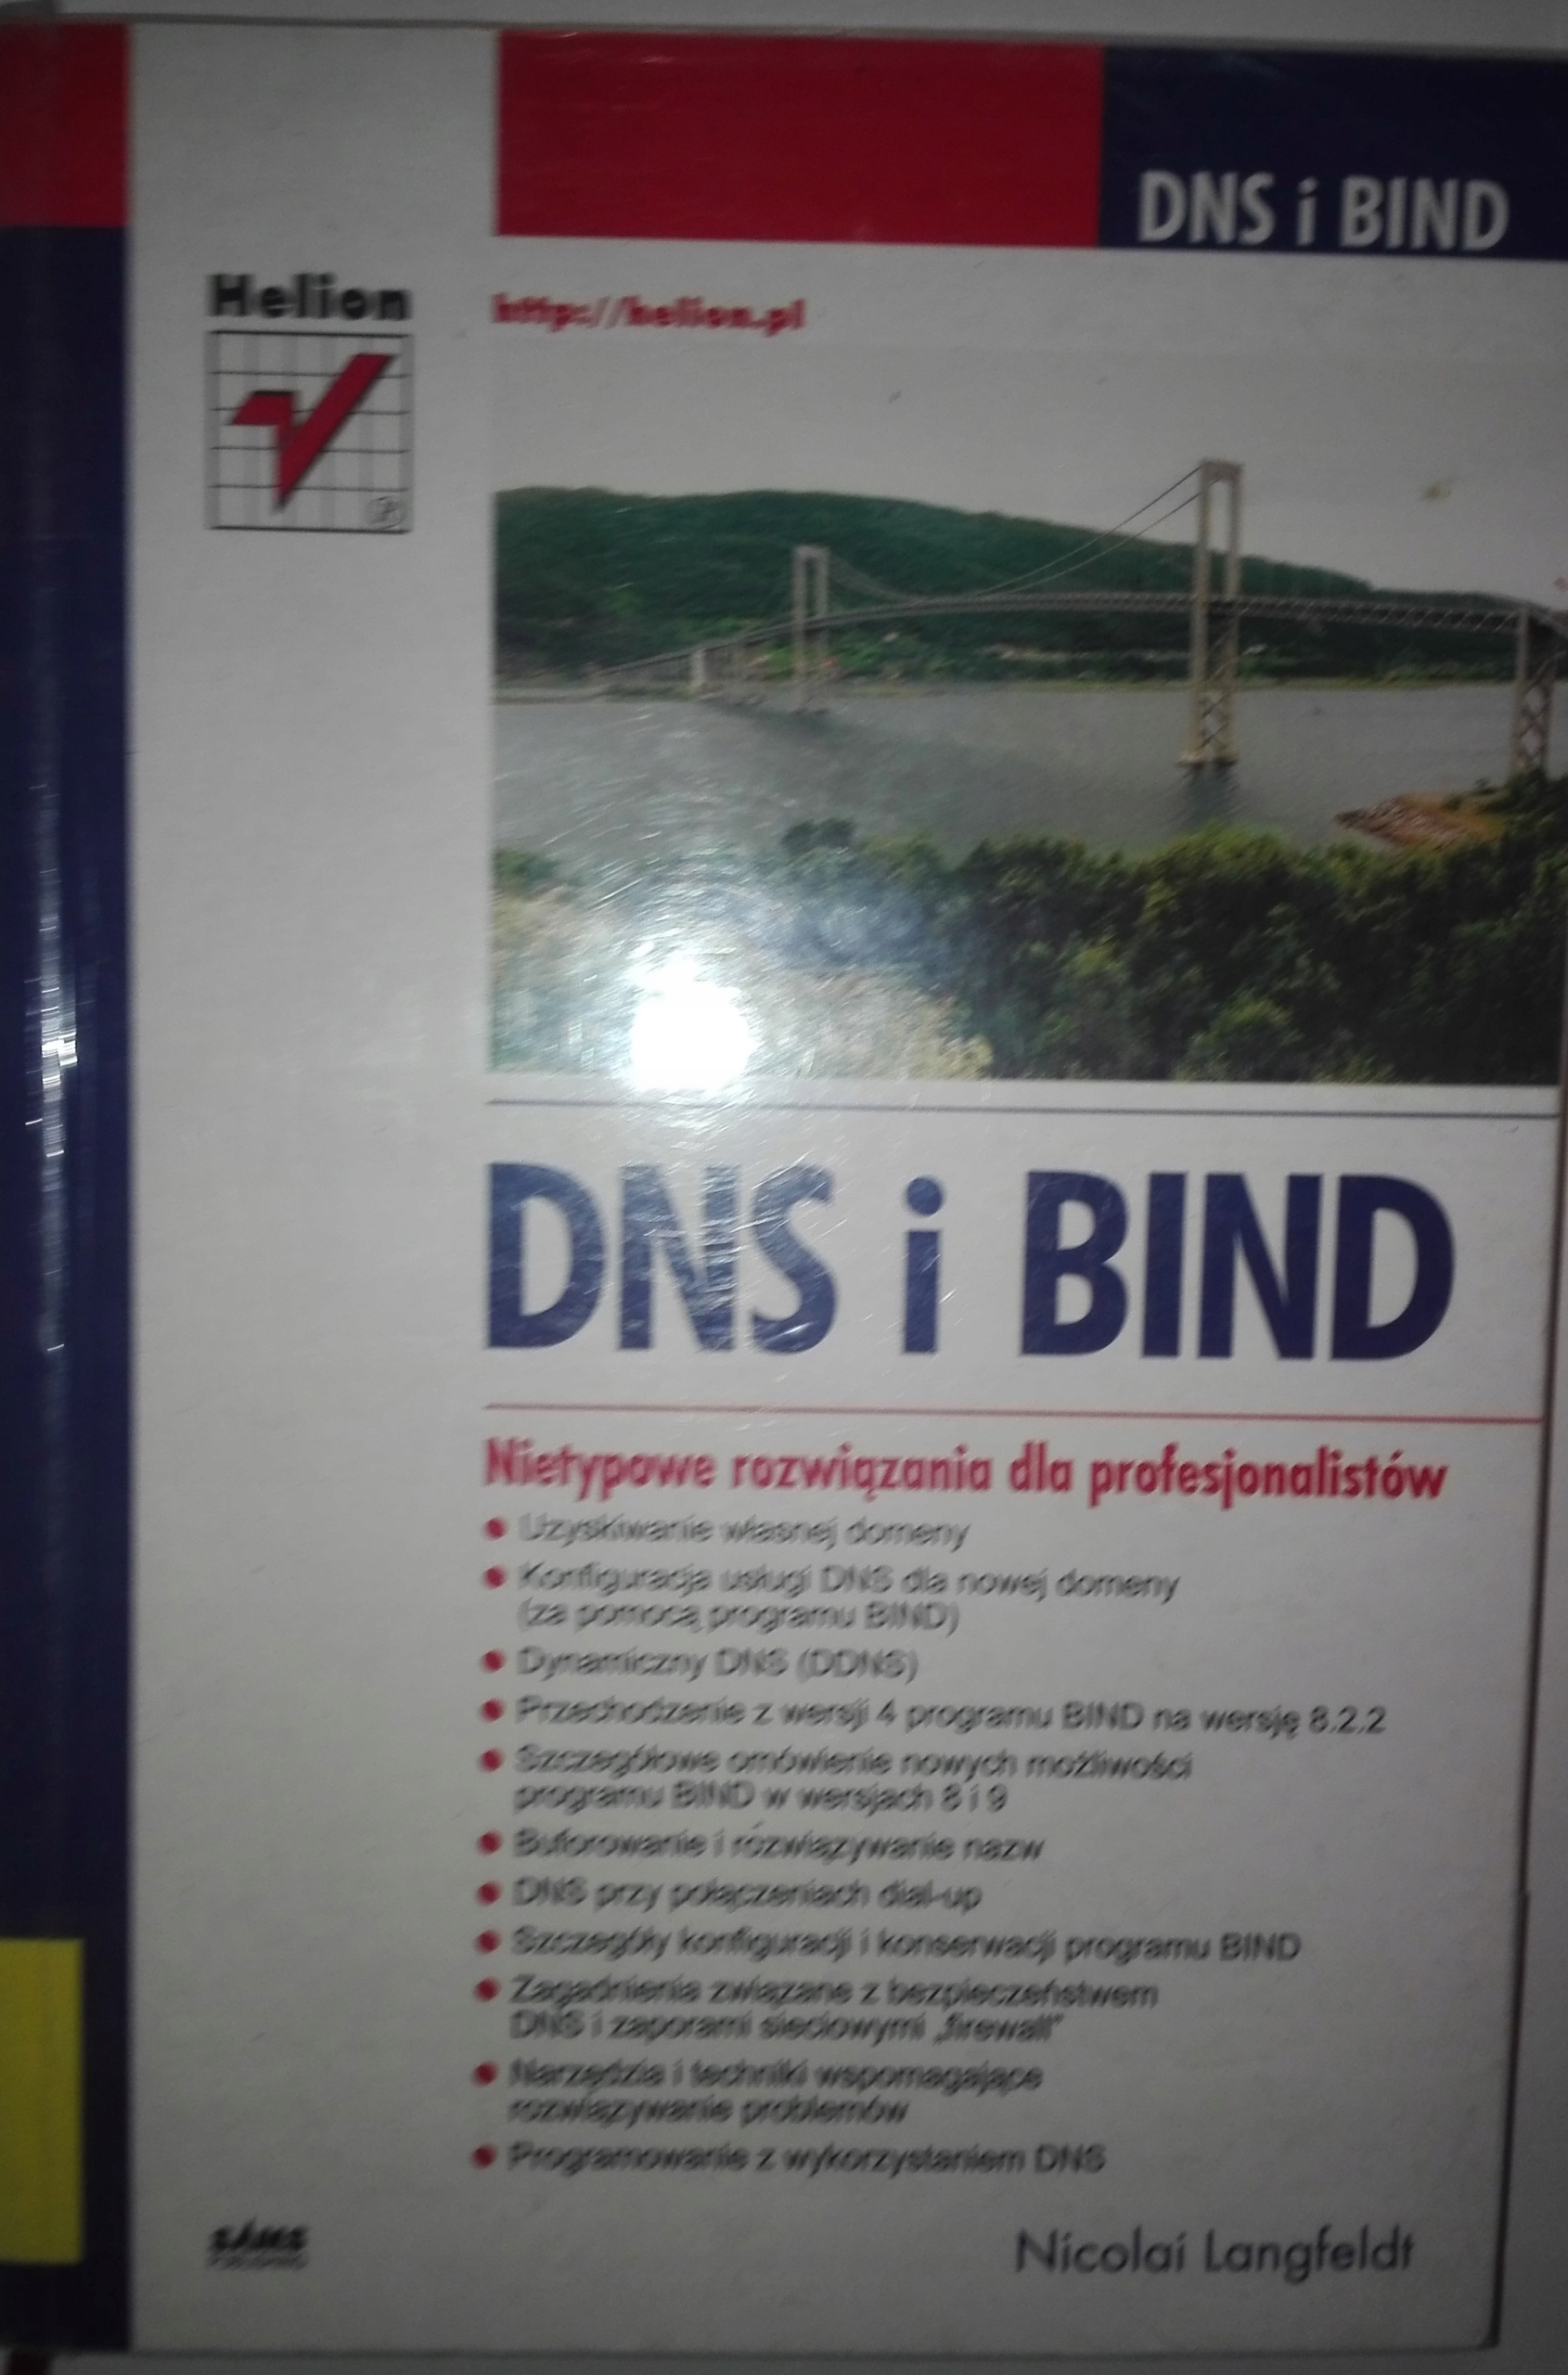 DNS i BIND
Helion
http://helion.pl
DNS i BIND
Nietypowe rozwiązania dla profesjonalistów
Uzyskiwanie własnej domeny
Konfiguracja usługi DNS dla nowej domeny
(za pomocą programu BIND)
Dynamiczny DNS (DDNS)
Przechodzenie z wersji 4 programu BIND na wersję 8.2.2
Szczegółowe omówienie nowych możliwości
programu BIND w wersjach 8 i 9
Buforowanie i rozwiązywanie nazw
DNS przy połączeniach dial-up
Szczegóły konfiguracji i konserwacji programu BIND
Zagadnienia związane z bezpieczeństwem
DNS i zaporami sieciowymi „firewall”
Narzędzia i techniki wspomagające
rozwiązywanie problemów
Programowanie z wykorzystaniem DNS
SAMS
PUBLISHING
Nicolai Langfeldt